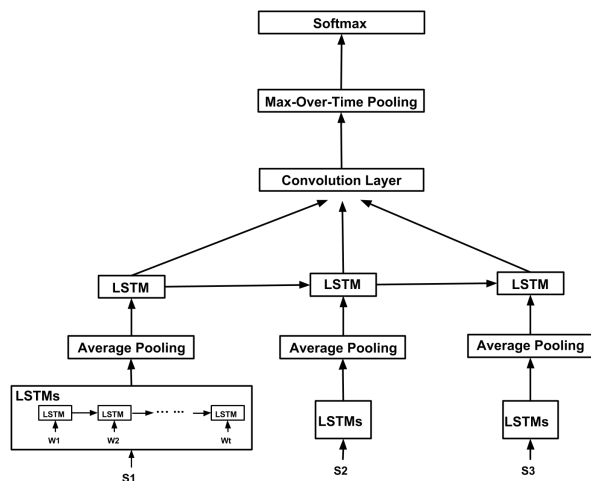 Softmax
Max-Over-Time Pooling
Convolution Layer
LSTM LSTM LSTM
Average Pooling Average Pooling Average Pooling
LSTMs
LSTM LSTM ... ... LSTM
W1 W2 Wt
LSTMs LSTMs
S1 S2 S3